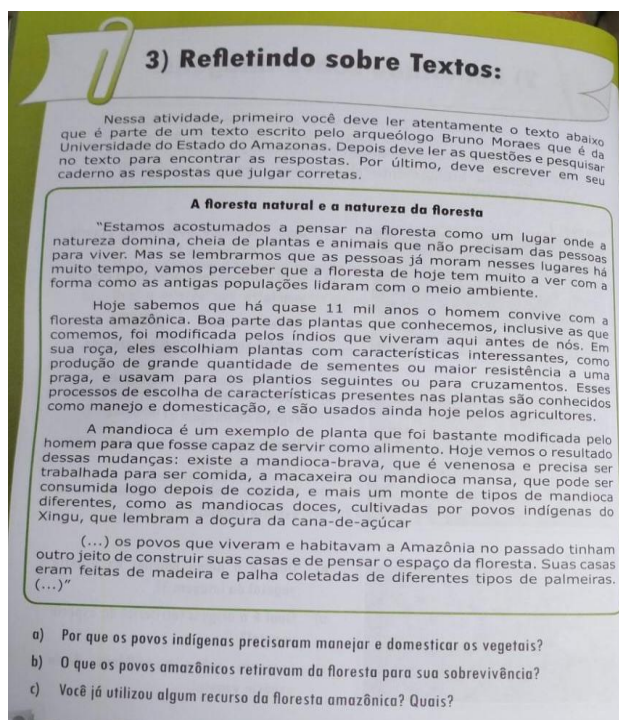 3) Refletindo sobre Textos:
Nessa atividade, primeiro você deve ler atentamente o texto abaixo
que é parte de um texto escrito pelo arqueólogo Bruno Moraes que é da
Universidade do Estado do Amazonas. Depois deve ler as questões e pesquisar
no texto para encontrar as respostas. Por último, deve escrever em seu
caderno as respostas que julgar corretas.
A floresta natural e a natureza da floresta
"Estamos acostumados a pensar na floresta como um lugar onde a
natureza domina, cheia de plantas e animais que não precisam das pessoas
para viver. Mas se lembrarmos que as pessoas já moram nesses lugares há
muito tempo, vamos perceber que a floresta de hoje tem muito a ver com a
forma como as antigas populações lidaram com o meio ambiente.
Hoje sabemos que há quase 11 mil anos o homem convive com a
floresta amazônica. Boa parte das plantas que conhecemos, inclusive as que
comemos, foi modificada pelos índios que viveram aqui antes de nós. Em
sua roça, eles escolhiam plantas com características interessantes, como
produção de grande quantidade de sementes ou maior resistência a uma
praga, e usavam para os plantios seguintes ou para cruzamentos. Esses
processos de escolha de características presentes nas plantas são conhecidos
como manejo e domesticação, e são usados ainda hoje pelos agricultores.
A mandioca é um exemplo de planta que foi bastante modificada pelo
homem para que fosse capaz de servir como alimento. Hoje vemos o resultado
dessas mudanças: existe a mandioca-brava, que é venenosa e precisa ser
trabalhada para ser comida, a macaxeira ou mandioca mansa, que pode ser
consumida logo depois de cozida, e mais um monte de tipos de mandioca
diferentes, como as mandiocas doces, cultivadas por povos indígenas do
Xingu, que lembram a doçura da cana-de-açúcar
(...) os povos que viveram e habitavam a Amazônia no passado tinham
outro jeito de construir suas casas e de pensar o espaço da floresta. Suas casas
eram feitas de madeira e palha coletadas de diferentes tipos de palmeiras.
(...)"
a) Por que os povos indígenas precisaram manejar e domesticar os vegetais?
b) O que os povos amazônicos retiravam da floresta para sua sobrevivência?
c) Você já utilizou algum recurso da floresta amazônica? Quais?